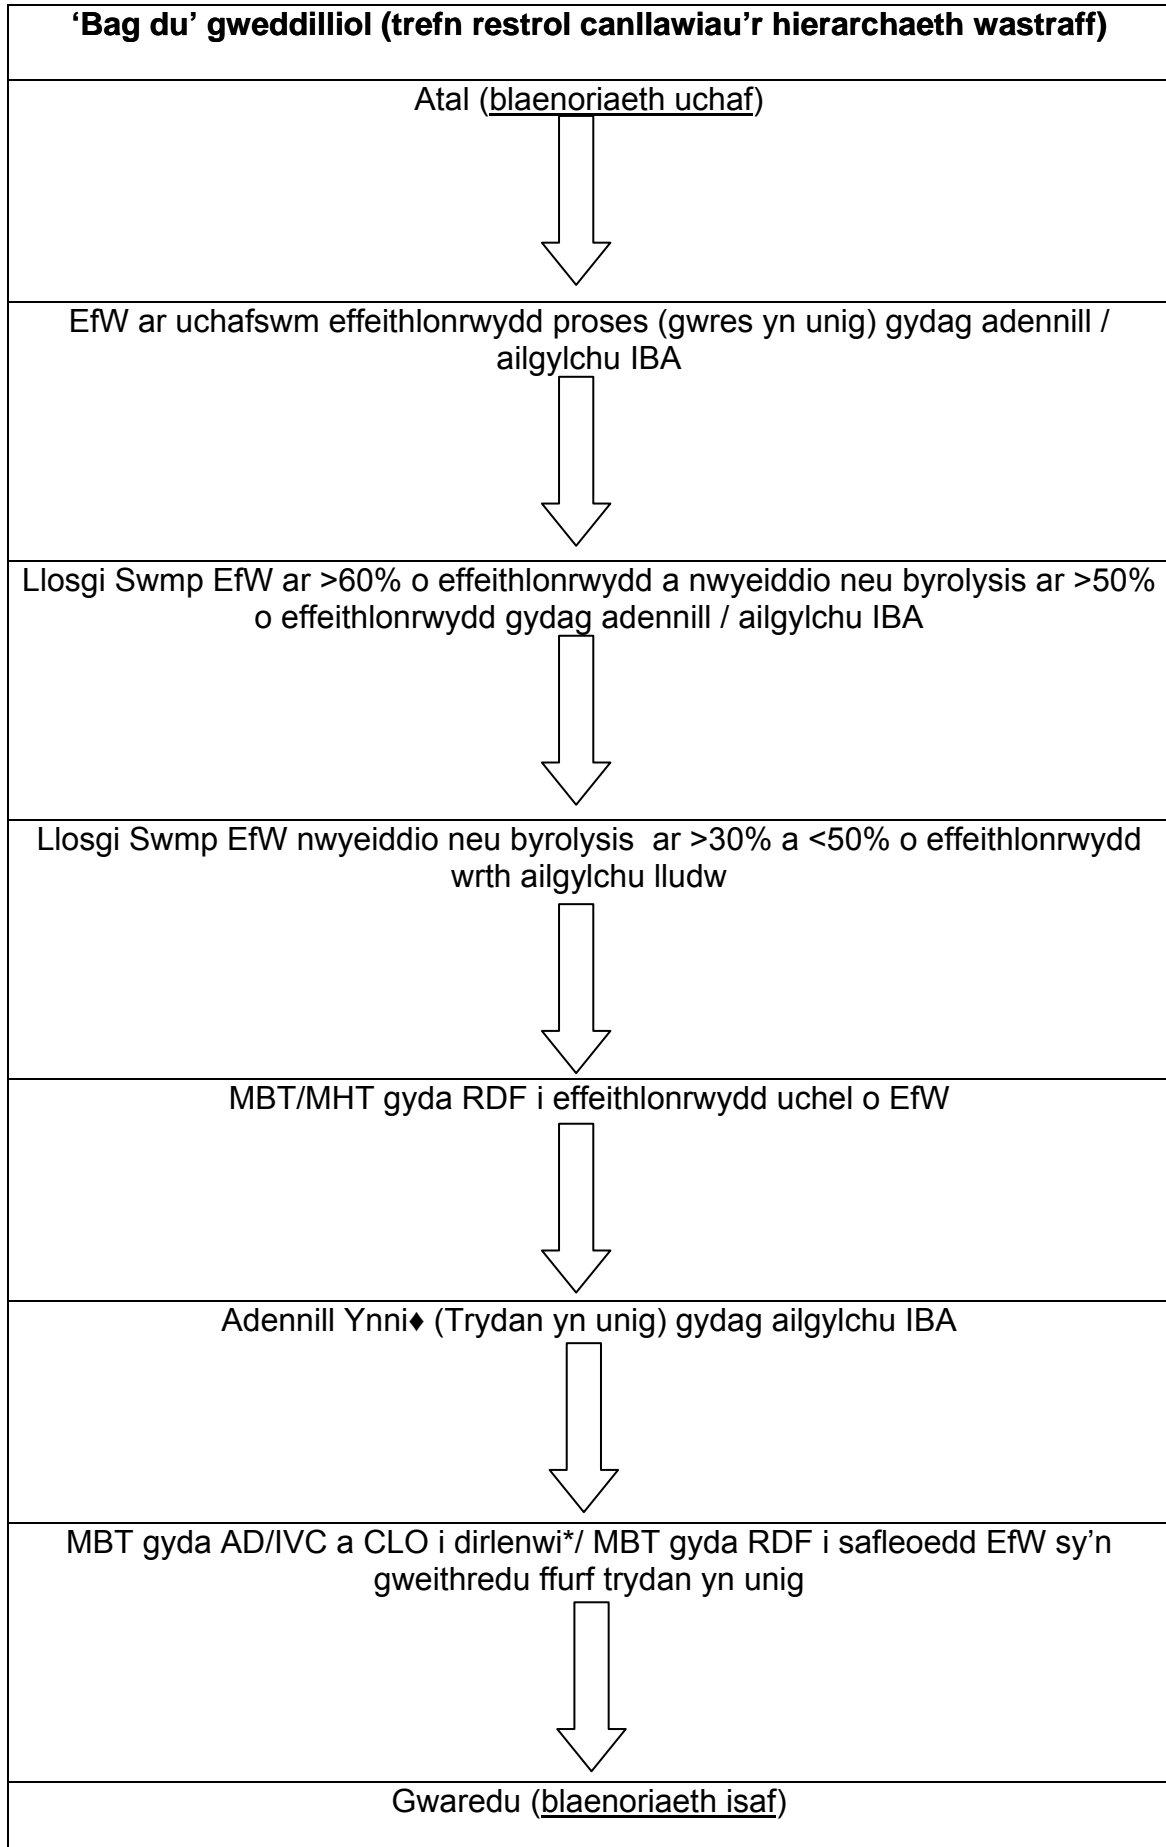 ‘Bag du’ gweddilliol (trefn restrol canllawiau'r hierarchaeth wastraff)
Atal (blaenoriaeth uchaf)
EfW ar uchafswm effeithlonrwydd proses (gwres yn unig) gydag adennill /
ailgylchu IBA
Llosgi Swmp EfW ar >60% o effeithlonrwydd a nwyeiddio neu byrolysis ar >50%
o effeithlonrwydd gydag adennill / ailgylchu IBA
Llosgi Swmp EfW nwyeiddio neu byrolysis ar >30% a <50% o effeithlonrwydd
wrth ailgylchu lludw
MBT/MHT gyda RDF i effeithlonrwydd uchel o EfW
Adennill Ynni♦ (Trydan yn unig) gydag ailgylchu IBA
MBT gyda AD/IVC a CLO i dirlenwi*/ MBT gyda RDF i safleoedd EfW sy’n
gweithredu ffurf trydan yn unig
Gwaredu (blaenoriaeth isaf)